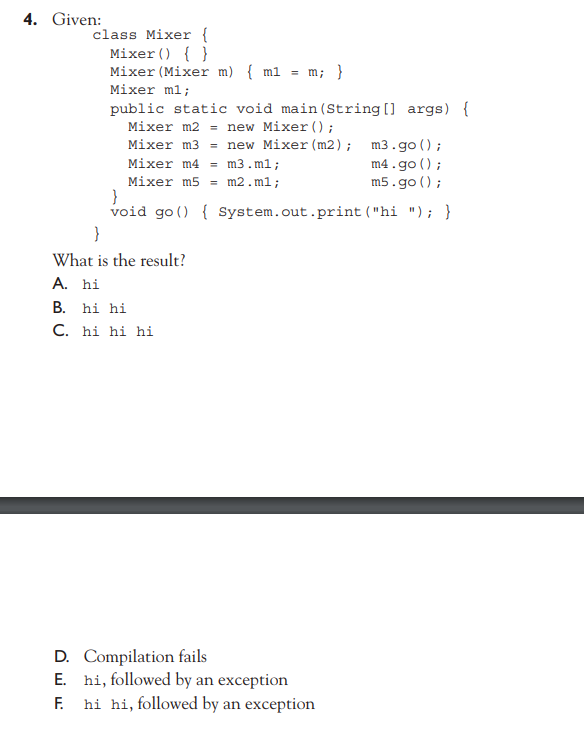 4. Given:
class Mixer {
Mixer() { }
Mixer(Mixer m) { m1 = m; }
Mixer m1;
public static void main(String[] args) {
Mixer m2 = new Mixer();
Mixer m3 = new Mixer(m2); m3.go();
Mixer m4 = m3.m1; m4.go();
Mixer m5 = m2.m1; m5.go();
}
void go() { System.out.print("hi "); }
}
What is the result?
A. hi
B. hi hi
C. hi hi hi
D. Compilation fails
E. hi, followed by an exception
F. hi hi, followed by an exception